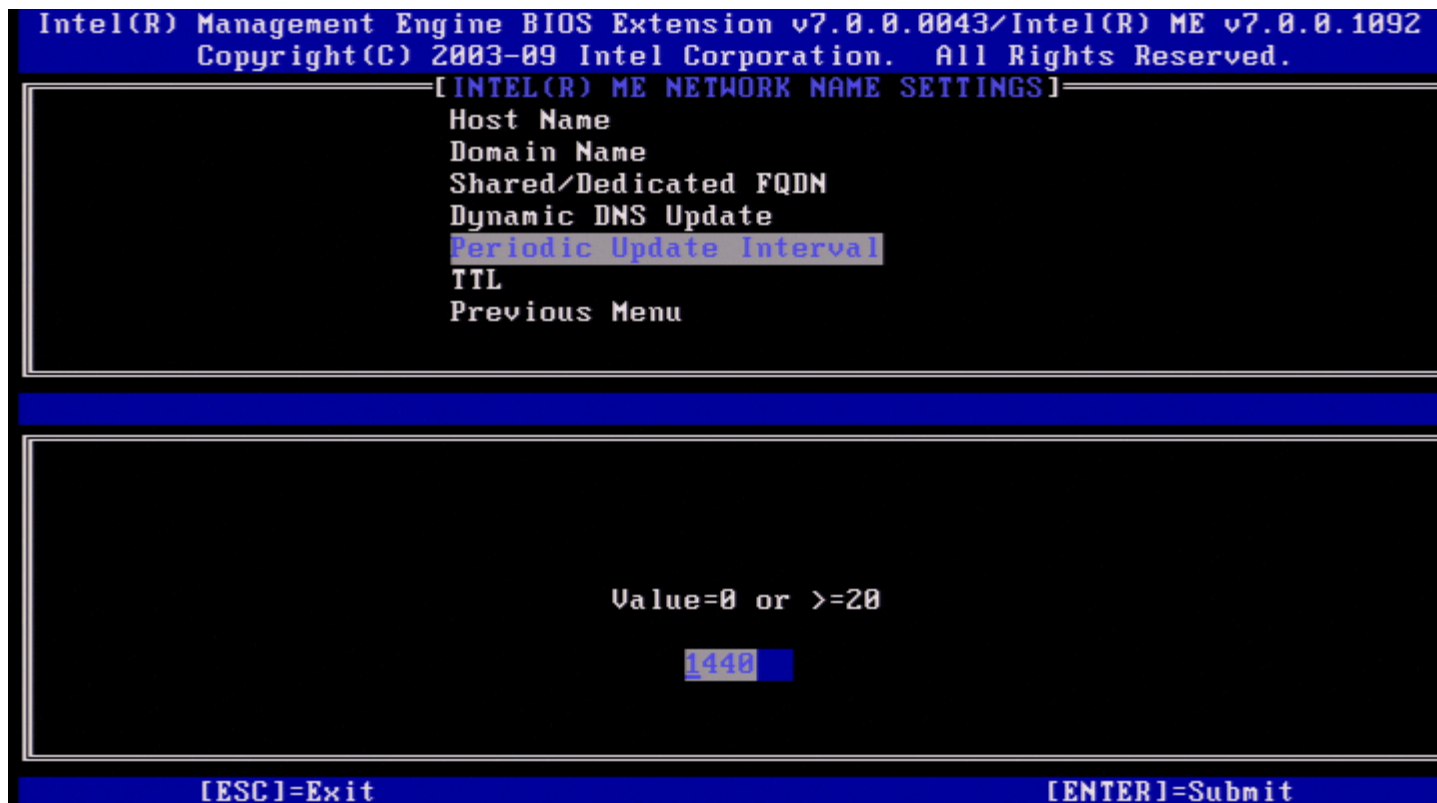 Intel(R) Management Engine BIOS Extension v7.0.0.0043/Intel(R) ME v7.0.0.1092
Copyright(C) 2003-09 Intel Corporation. All Rights Reserved.
[INTEL(R) ME NETWORK NAME SETTINGS]
Host Name
Domain Name
Shared/Dedicated FQDN
Dynamic DNS Update
Periodic Update Interval
TTL
Previous Menu
Value=0 or >=20
1440
[ESC]=Exit [ENTER]=Submit